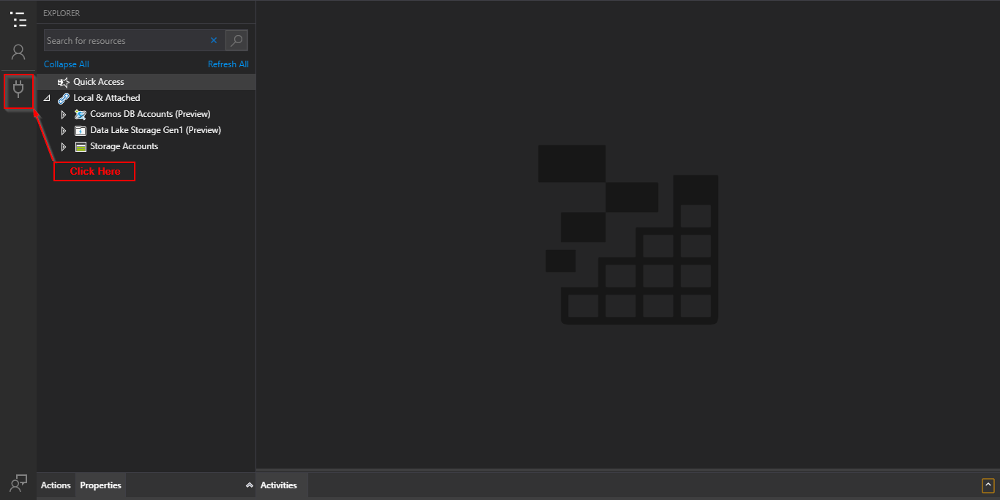 EXPLORER
Search for resources
Collapse All Refresh All
Quick Access
Local & Attached
Cosmos DB Accounts (Preview)
Data Lake Storage Gen1 (Preview)
Storage Accounts
Click Here
Actions Properties Activities